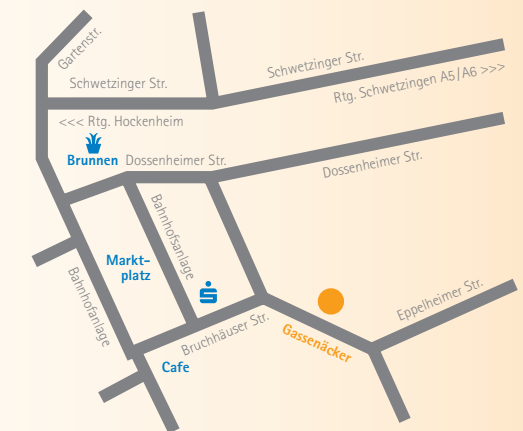 Gartenstr.
Schwetzinger Str.
Schwetzinger Str.
Rtg. Schwetzingen A5/A6 >>>
<<< Rtg. Hockenheim
Brunnen
Dossenheimer Str.
Dossenheimer Str.
Bahnhofsanlage
Markt-
platz
Bahnhofanlage
Eppelheimer Str.
Bruchhäuser Str.
Gassenäcker
Cafe